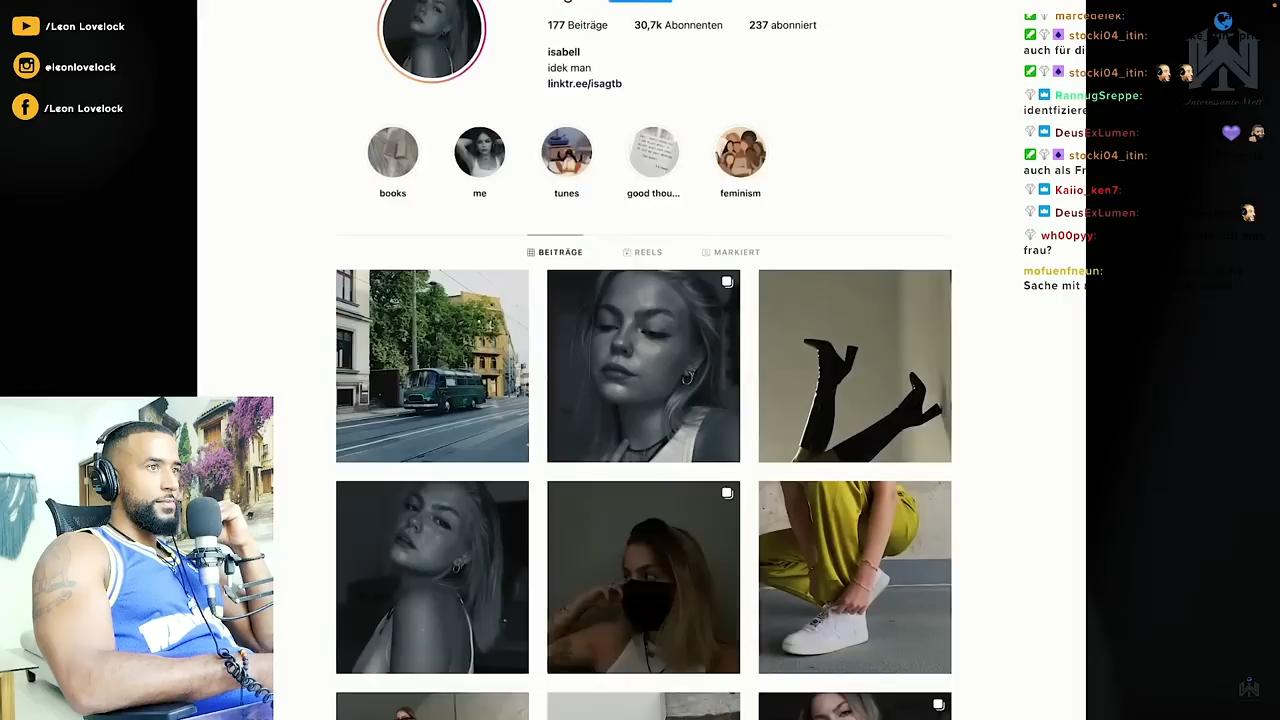 /Leon Lovelock
@leonlovelock
/Leon Lovelock
177 Beiträge 30,7k Abonnenten 237 abonniert
isabell
idek man
linktr.ee/isagtb
books
me
tunes
good thou...
feminism
BEITRÄGE
REELS
MARKIERT
marcedelek:
stocki04_itin:
auch für di
stocki04_itin:
RannugSreppe:
identfiziere
DeusExLumen:
stocki04_itin:
auch als Fr
Kaiio_ken7:
DeusExLumen:
wh00pyy:
frau?
mofuenfneun:
Sache mit
Interessante Welt